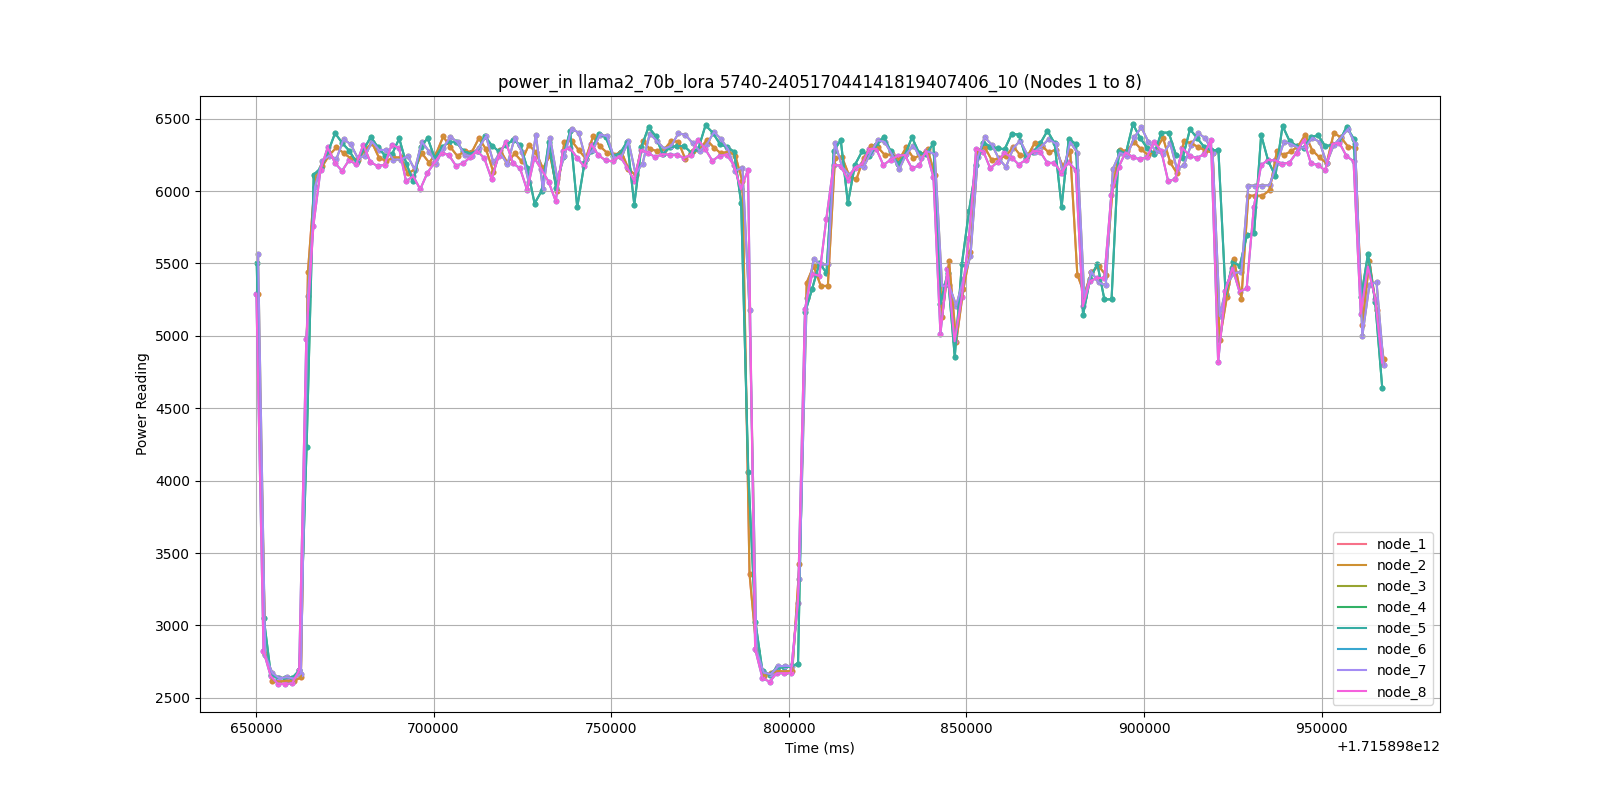 power_in llama2_70b_lora 5740-240517044141819407406_10 (Nodes 1 to 8)
Power Reading
6500
6000
5500
5000
4500
4000
3500
3000
2500
node_1
node_2
node_3
node_4
node_5
node_6
node_7
node_8
650000 700000 750000 800000 850000 900000 950000
Time (ms)
+1.715898e12